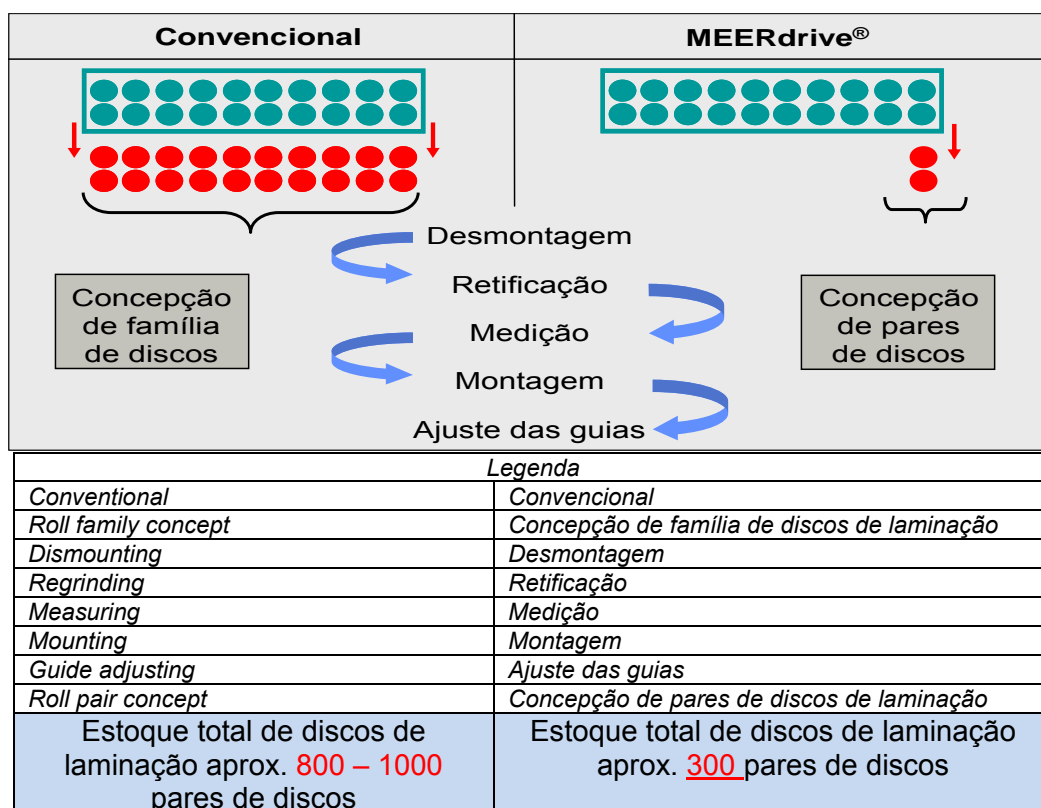 Convencional
MEERdrive®
Desmontagem
Retificação
Medição
Montagem
Ajuste das guias
Concepção
de família
de discos
Concepção
de pares
de discos
Legenda
Conventional Convencional
Roll family concept Concepção de família de discos de laminação
Dismounting Desmontagem
Regrinding Retificação
Measuring Medição
Mounting Montagem
Guide adjusting Ajuste das guias
Roll pair concept Concepção de pares de discos de laminação
Estoque total de discos de
laminação aprox. 800 – 1000
pares de discos
Estoque total de discos de laminação
aprox. 300 pares de discos